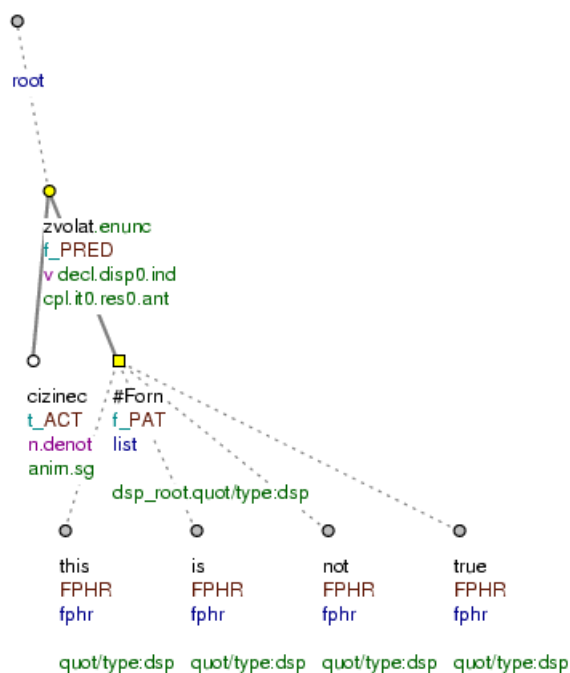 root
zvolat.enunc
f_PRED
v decl.disp0.ind
cpl.it0.res0.ant
cizinec #Forn
t_ACT f_PAT
n.denot list
anim.sg
dsp_root.quot/type:dsp
this is not true
FPHR FPHR FPHR FPHR
fphr fphr fphr fphr
quot/type:dsp quot/type:dsp quot/type:dsp quot/type:dsp